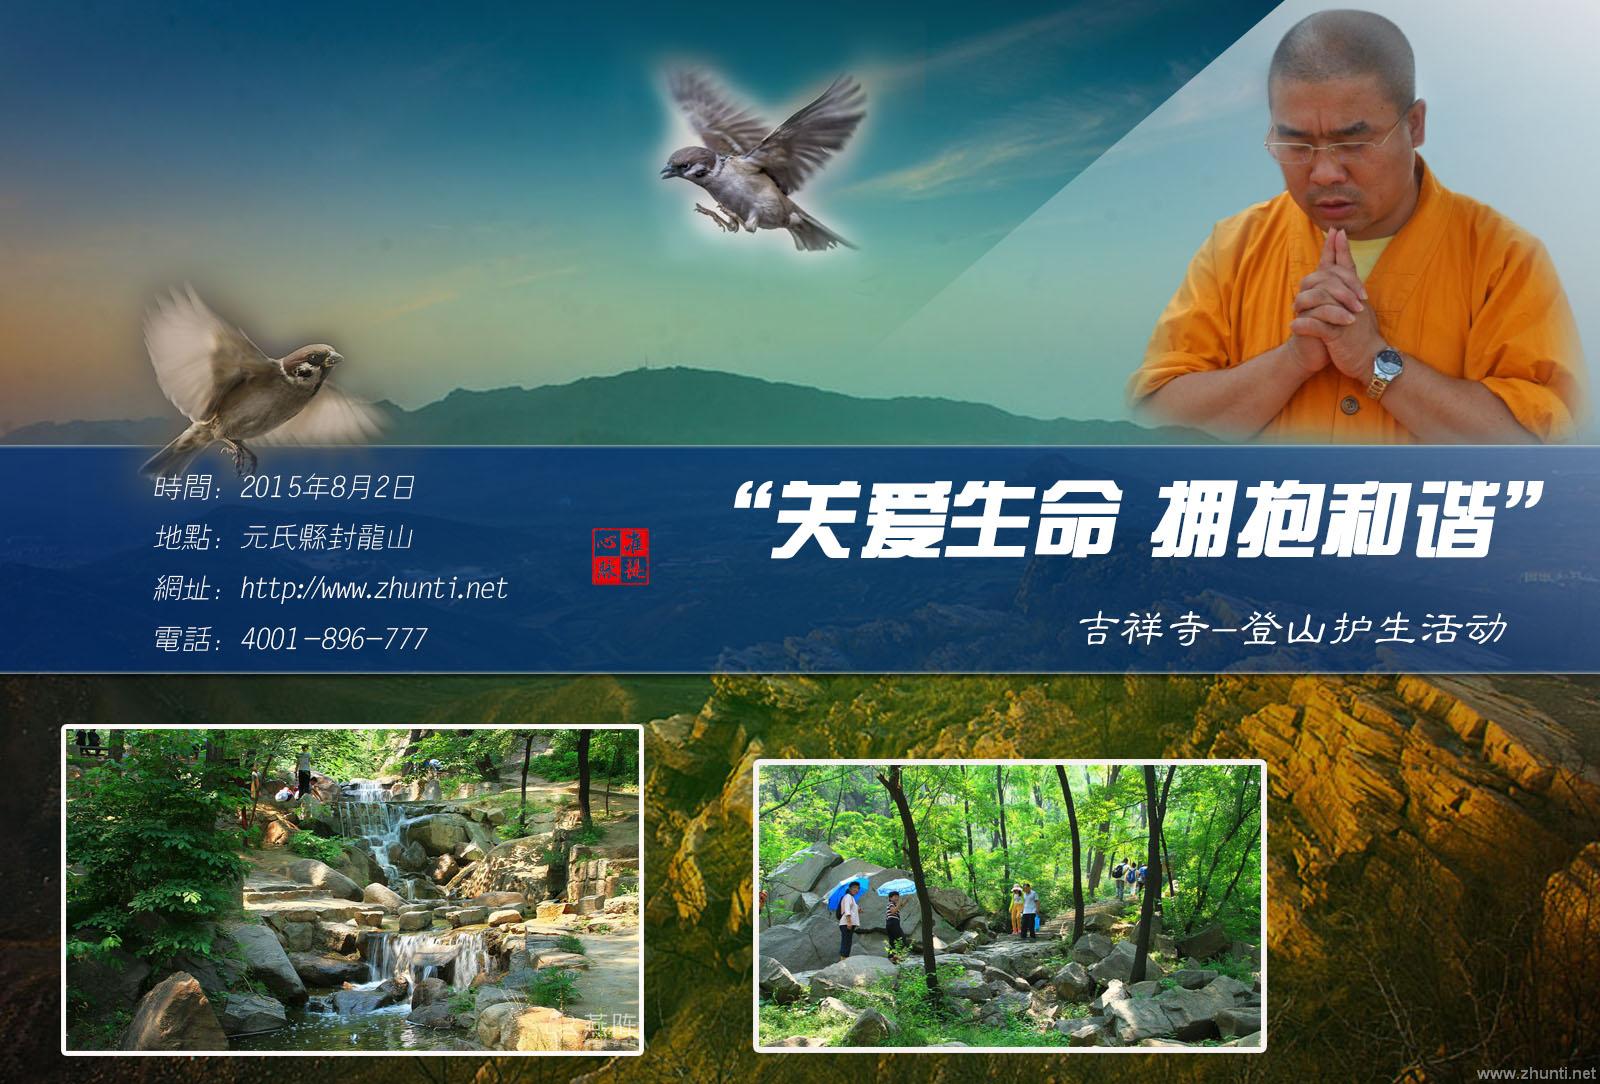 時間：2015年8月2日
地點：元氏縣封龍山
網址：http://www.zhunti.net
電話：4001-896-777
“关爱生命 拥抱和谐”
吉祥寺-登山护生活动
www.zhunti.net